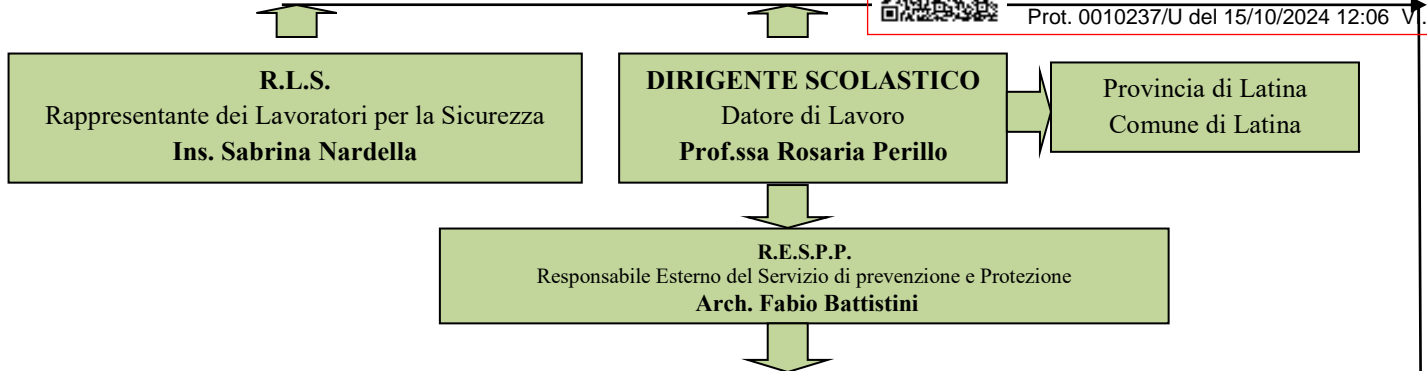 Prot. 0010237/U del 15/10/2024 12:06
R.L.S.
Rappresentante dei Lavoratori per la Sicurezza
Ins. Sabrina Nardella
DIRIGENTE SCOLASTICO
Datore di Lavoro
Prof.ssa Rosaria Perillo
Provincia di Latina
Comune di Latina
R.E.S.P.P.
Responsabile Esterno del Servizio di prevenzione e Protezione
Arch. Fabio Battistini